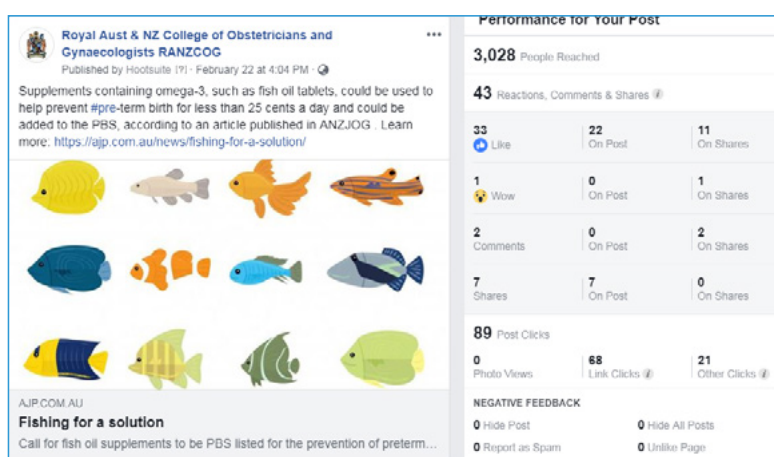 Royal Aust & NZ College of Obstetricians and
Gynaecologists RANZCOG
Published by Hootsuite [?] · February 22 at 4:04 PM ·
Supplements containing omega-3, such as fish oil tablets, could be used to
help prevent #pre-term birth for less than 25 cents a day and could be
added to the PBS, according to an article published in ANZJOG . Learn
more: https://ajp.com.au/news/fishing-for-a-solution/
AJP.COM.AU
Fishing for a solution
Call for fish oil supplements to be PBS listed for the prevention of preterm…
Performance for Your Post
3,028 People Reached
43 Reactions, Comments & Shares
33 Like
22 On Post
11 On Shares
1 Wow
0 On Post
1 On Shares
2 Comments
0 On Post
2 On Shares
7 Shares
7 On Post
0 On Shares
89 Post Clicks
0 Photo Views
68 Link Clicks
21 Other Clicks
NEGATIVE FEEDBACK
0 Hide Post
0 Hide All Posts
0 Report as Spam
0 Unlike Page